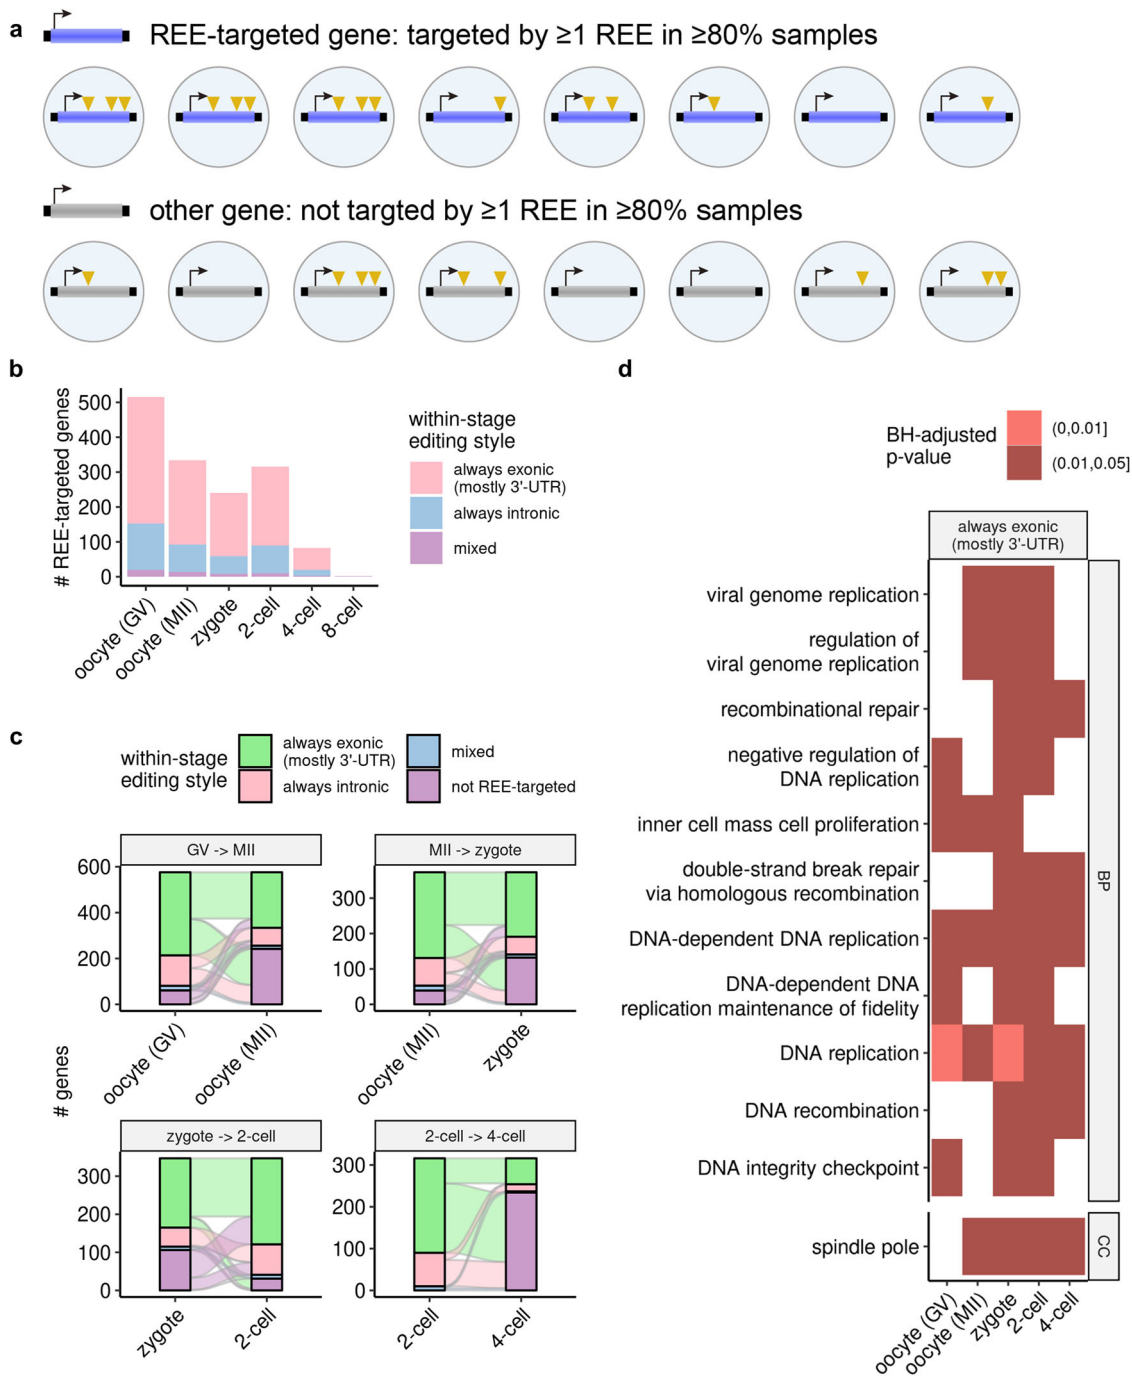 a
REE-targeted gene: targeted by ≥1 REE in ≥80% samples
other gene: not targted by ≥1 REE in ≥80% samples
b
# REE-targeted genes
500
400
300
200
100
0
oocyte (GV)
oocyte (MII)
zygote
2-cell
4-cell
8-cell
within-stage
editing style
always exonic
(mostly 3'-UTR)
always intronic
mixed
c
within-stage
editing style
always exonic
(mostly 3'-UTR)
always intronic
mixed
not REE-targeted
# genes
GV -> MII
600
400
200
0
oocyte (GV)
oocyte (MII)
MII -> zygote
300
200
100
0
oocyte (MII)
zygote
zygote -> 2-cell
300
200
100
0
zygote
2-cell
2-cell -> 4-cell
300
200
100
0
2-cell
4-cell
d
BH-adjusted
p-value
(0,0.01]
(0.01,0.05]
always exonic
(mostly 3'-UTR)
viral genome replication
regulation of
viral genome replication
recombinational repair
negative regulation of
DNA replication
inner cell mass cell proliferation
double-strand break repair
via homologous recombination
DNA-dependent DNA replication
DNA-dependent DNA
replication maintenance of fidelity
DNA replication
DNA recombination
DNA integrity checkpoint
BP
spindle pole
CC
oocyte (GV)
oocyte (MII)
zygote
2-cell
4-cell